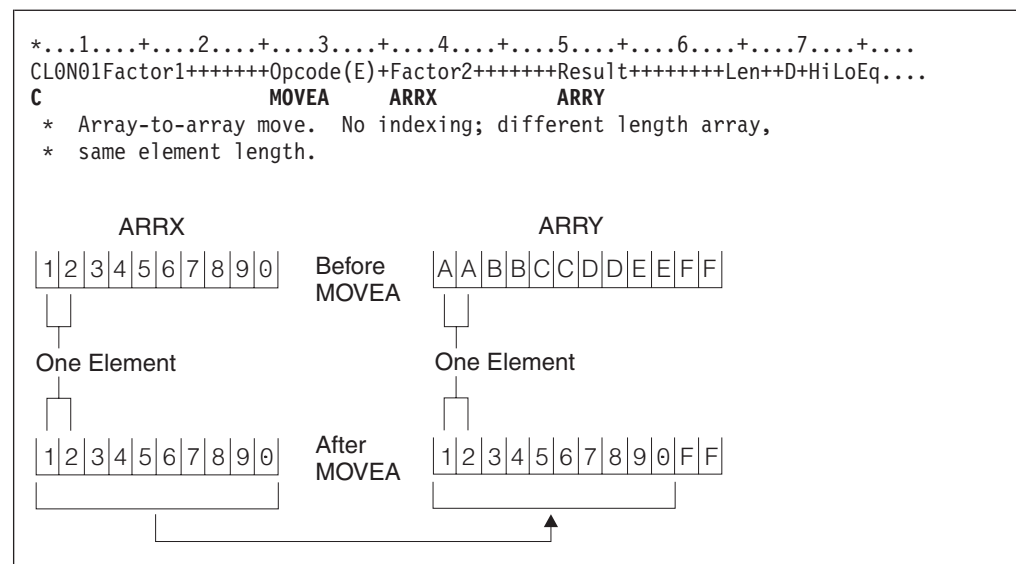 *...1....+....2....+....3....+....4....+....5....+....6....+....7....+....
CL0N01Factor1+++++++Opcode(E)+Factor2+++++++Result++++++++Len++D+HiLoEq....
C                    MOVEA     ARRX           ARRY
 *  Array-to-array move.  No indexing; different length array,
 *  same element length.
ARRX ARRY
1 2 3 4 5 6 7 8 9 0 Before MOVEA A A B B C C D D E E F F
One Element One Element
1 2 3 4 5 6 7 8 9 0 After MOVEA 1 2 3 4 5 6 7 8 9 0 F F